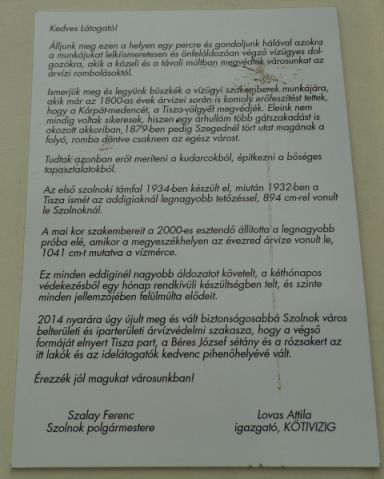 Kedves Látogató!
Álljunk meg ezen a helyen egy percre és gondoljunk hálával azokra
a munkájukat lelkiismeretesen és önfeláldozóan végző vízügyes dol-
gozókra, akik a közeli és a távoli múltban megvédték városunkat az
árvízi rombolásoktól.
Ismerjük meg és legyünk büszkék a vízügyi szakemberek munkájára,
akik már az 1800-as évek árvizei során is komoly erőfeszítést tettek,
hogy a Kárpát-medencét, a Tisza-völgyét megvédjék. Eleink nem
mindig voltak sikeresek, hiszen egy árhullám több gátszakadást is
okozott akkoriban, 1879-ben pedig Szegednél tört utat magának a
folyó, romba döntve csaknem az egész várost.
Tudtak azonban erőt meríteni a kudarcokból, építkezni a bőséges
tapasztalatokból.
Az első szolnoki támfal 1934-ben készült el, miután 1932-ben a
Tisza ismét az addigiaknál legnagyobb tetőzéssel, 894 cm-rel vonult
le Szolnoknál.
A mai kor szakembereit a 2000-es esztendő állította a legnagyobb
próba elé, amikor a megyeszékhelyen az évezred árvize vonult le,
1041 cm-t mutatva a vízmérce.
Ez minden eddiginél nagyobb áldozatot követelt, a kéthónapos
védekezésből egy hónap rendkívüli készültségben telt, és szinte
minden jellemzőjében felülmúlta elődeit.
2014 nyarára úgy újult meg és vált biztonságosabbá Szolnok város
belterületi és iparterületi árvízvédelmi szakasza, hogy a végső
formáját elnyert Tisza part, a Béres József sétány és a rózsakert az
itt lakók és az idelátogatók kedvenc pihenőhelyévé vált.
Érezzék jól magukat városunkban!
Szalay Ferenc
Szolnok polgármestere
Lovas Attila
igazgató, KÖTIVIZIG